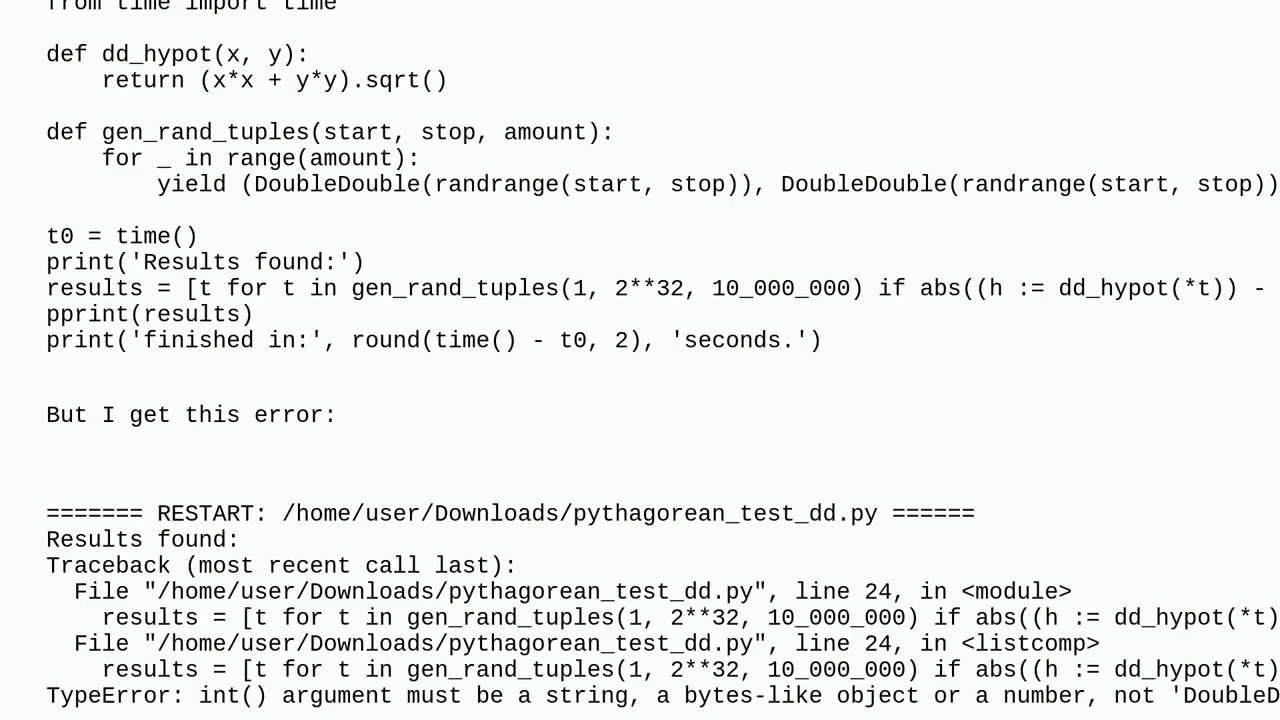 from time import time
def dd_hypot(x, y):
    return (x*x + y*y).sqrt()
def gen_rand_tuples(start, stop, amount):
    for _ in range(amount):
        yield (DoubleDouble(randrange(start, stop)), DoubleDouble(randrange(start, stop))
t0 = time()
print('Results found:')
results = [t for t in gen_rand_tuples(1, 2**32, 10_000_000) if abs((h := dd_hypot(*t)) -
pprint(results)
print('finished in:', round(time() - t0, 2), 'seconds.')
But I get this error:
======= RESTART: /home/user/Downloads/pythagorean_test_dd.py ======
Results found:
Traceback (most recent call last):
  File "/home/user/Downloads/pythagorean_test_dd.py", line 24, in <module>
    results = [t for t in gen_rand_tuples(1, 2**32, 10_000_000) if abs((h := dd_hypot(*t)
  File "/home/user/Downloads/pythagorean_test_dd.py", line 24, in <listcomp>
    results = [t for t in gen_rand_tuples(1, 2**32, 10_000_000) if abs((h := dd_hypot(*t)
TypeError: int() argument must be a string, a bytes-like object or a number, not 'DoubleD